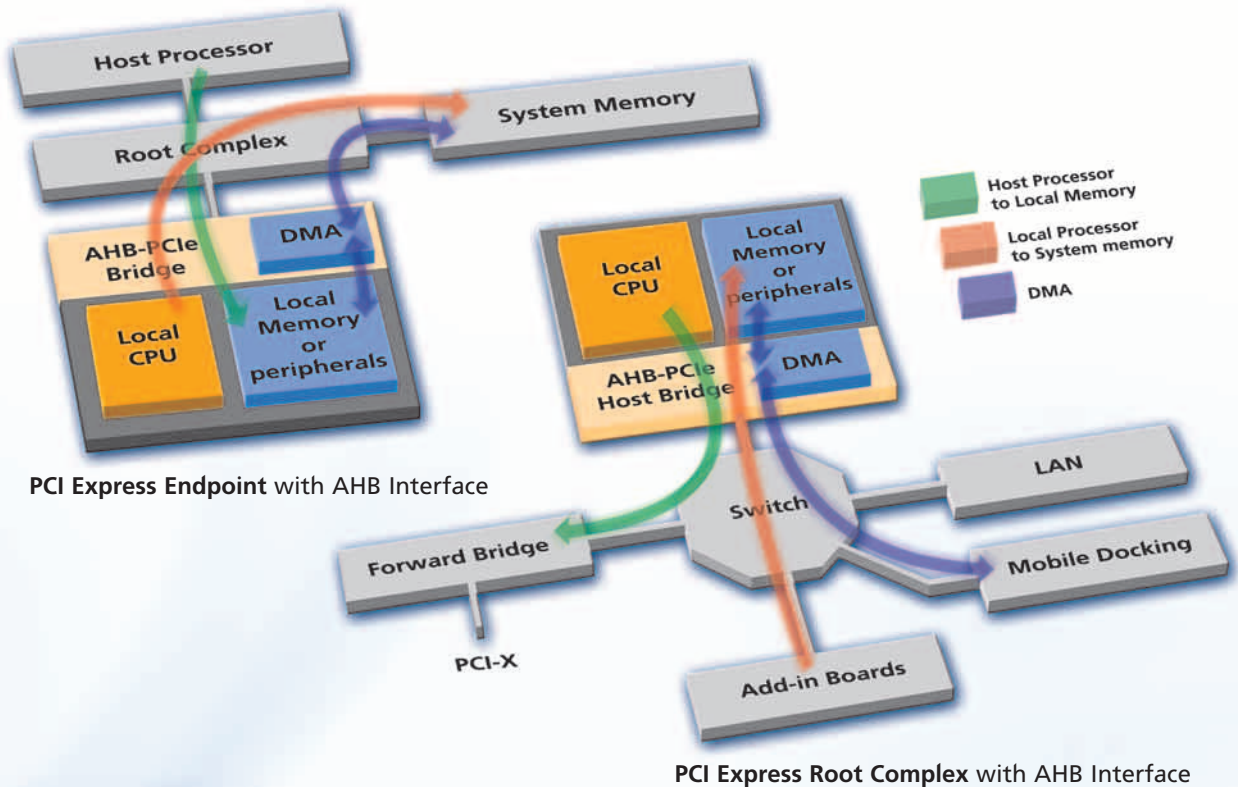 Host Processor
System Memory
Root Complex
Host Processor
to Local Memory
Local Processor
to System memory
DMA
AHB-PCIe
Bridge
DMA
Local
CPU
Local
Memory
or
peripherals
Local
CPU
Local
Memory
or
peripherals
AHB-PCIe
Host Bridge
DMA
PCI Express Endpoint with AHB Interface
LAN
Switch
Forward Bridge
Mobile Docking
PCI-X
Add-in Boards
PCI Express Root Complex with AHB Interface